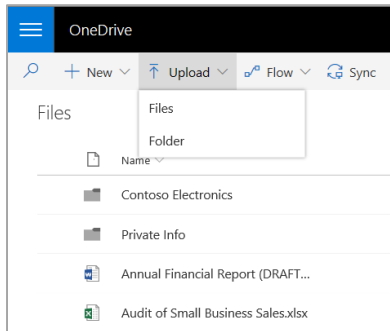 OneDrive
New Upload Flow Sync
Files
Files
Folder
Name
Contoso Electronics
Private Info
Annual Financial Report (DRAFT...
Audit of Small Business Sales.xlsx